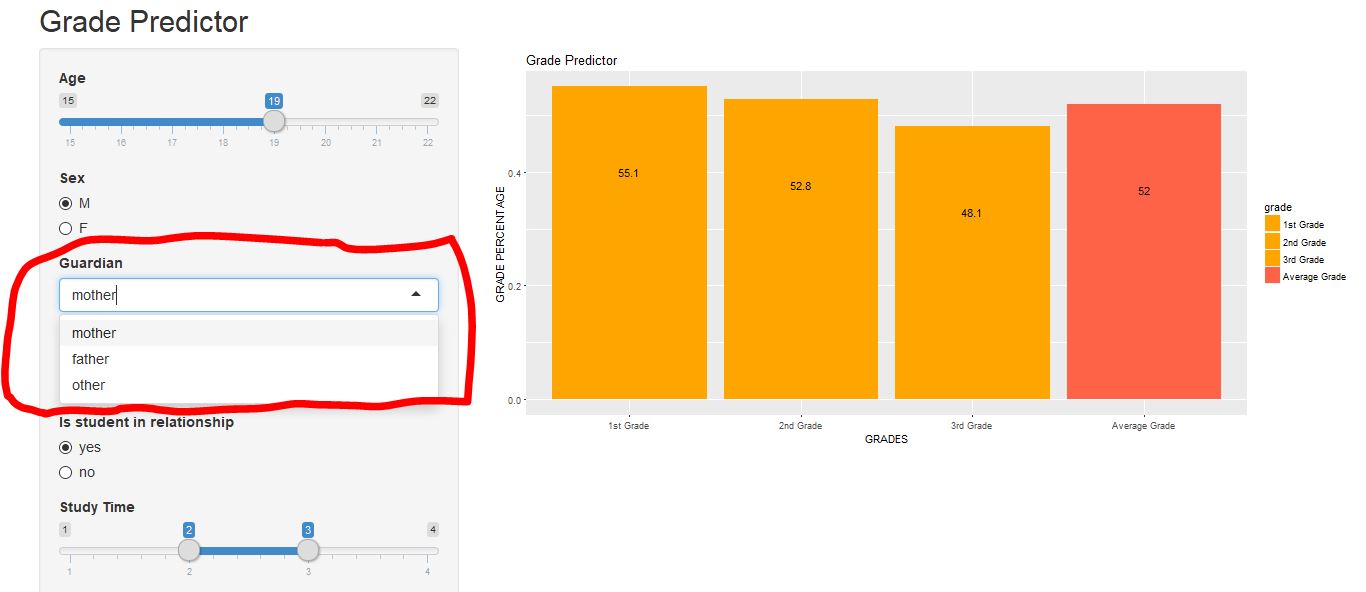 Grade Predictor
Age
15 19 22
15 16 17 18 19 20 21 22
Sex
M
F
Guardian
mother
mother
father
other
Is student in relationship
yes
no
Study Time
1 2 3 4
1 2 3 4
Grade Predictor
GRADE PERCENTAGE
0.4
0.2
0.0
55.1 52.8 48.1 52
1st Grade 2nd Grade 3rd Grade Average Grade
GRADES
grade
1st Grade
2nd Grade
3rd Grade
Average Grade